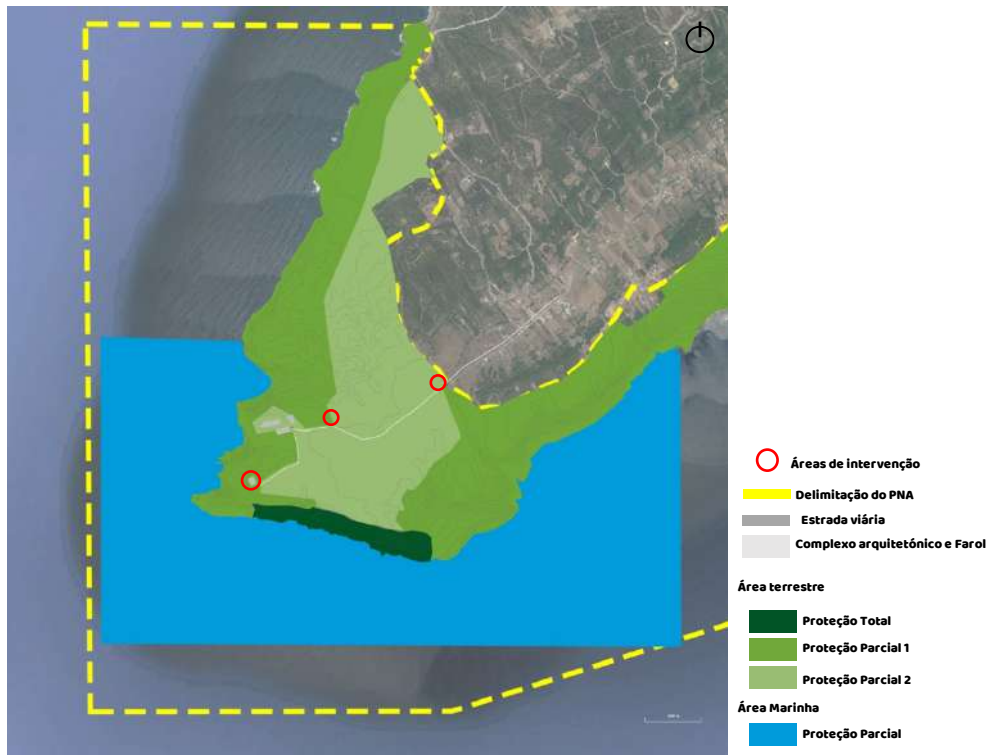 Áreas de intervenção
Delimitação do PNA
Estrada viária
Complexo arquitetónico e Farol
Área terrestre
Proteção Total
Proteção Parcial 1
Proteção Parcial 2
Área Marinha
Proteção Parcial